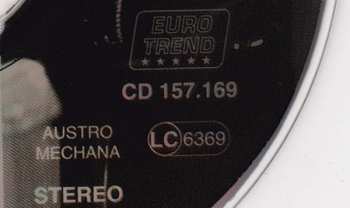 EURO
TREND
★★★★★
CD 157.169
AUSTRO
MECHANA
LC 6369
STEREO